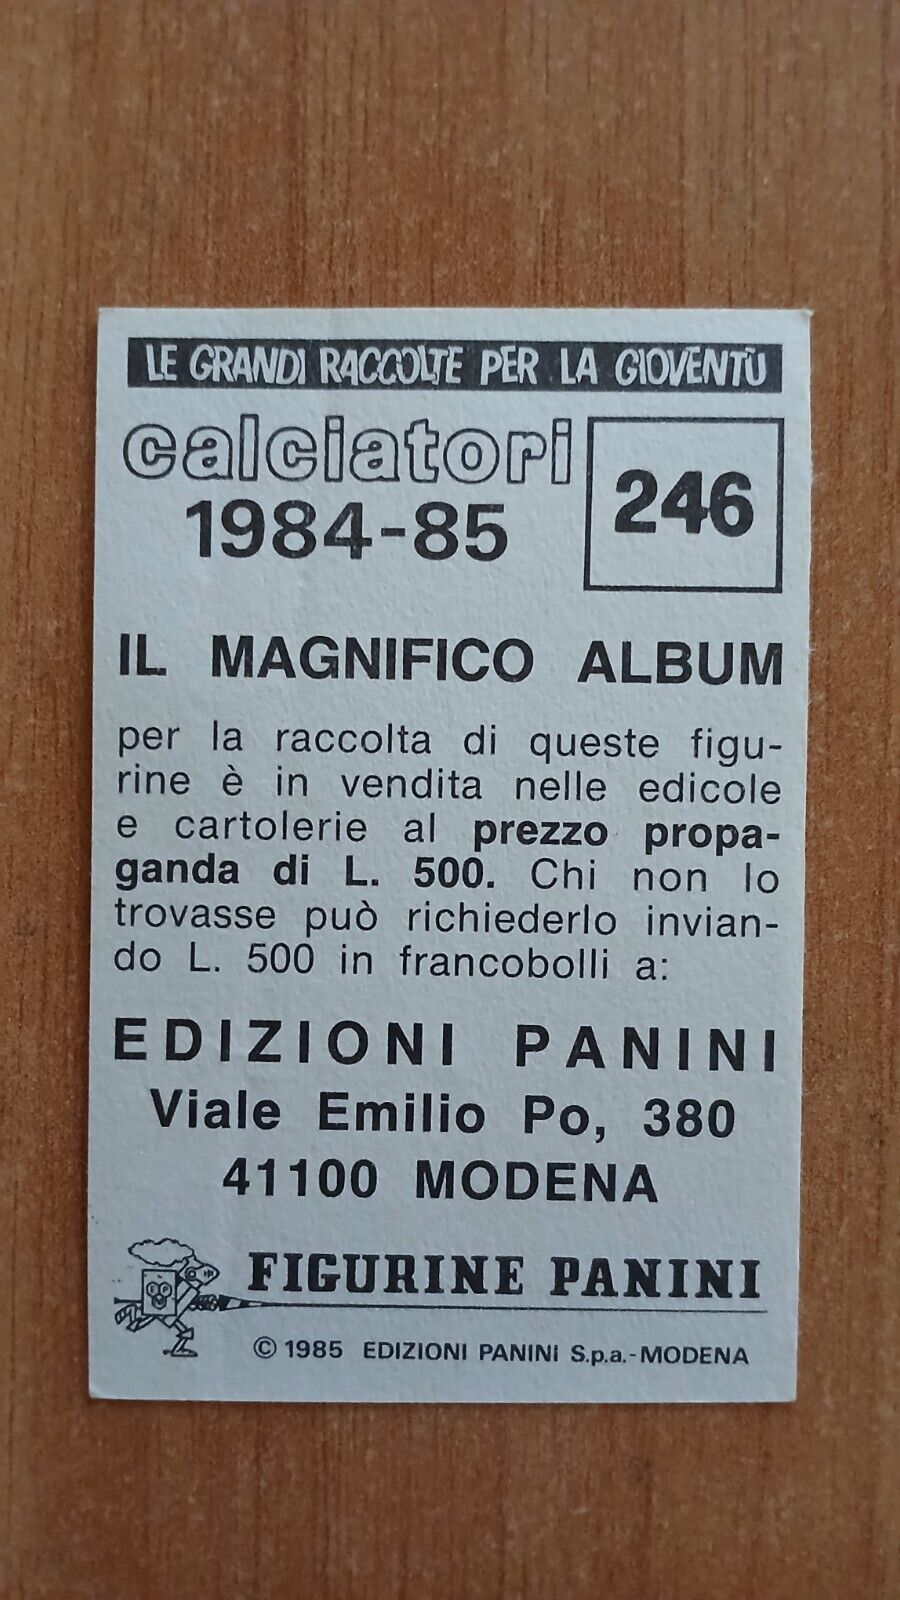 LE GRANDI RACCOLTE PER LA GIOVENTÙ
calciatori
1984-85
246
IL MAGNIFICO ALBUM
per la raccolta di queste figu-
rine è in vendita nelle edicole
e cartolerie al prezzo propa-
ganda di L. 500. Chi non lo
trovasse può richiederlo invian-
do L. 500 in francobolli a:
EDIZIONI PANINI
Viale Emilio Po, 380
41100 MODENA
FIGURINE PANINI
© 1985 EDIZIONI PANINI S.p.a.-MODENA